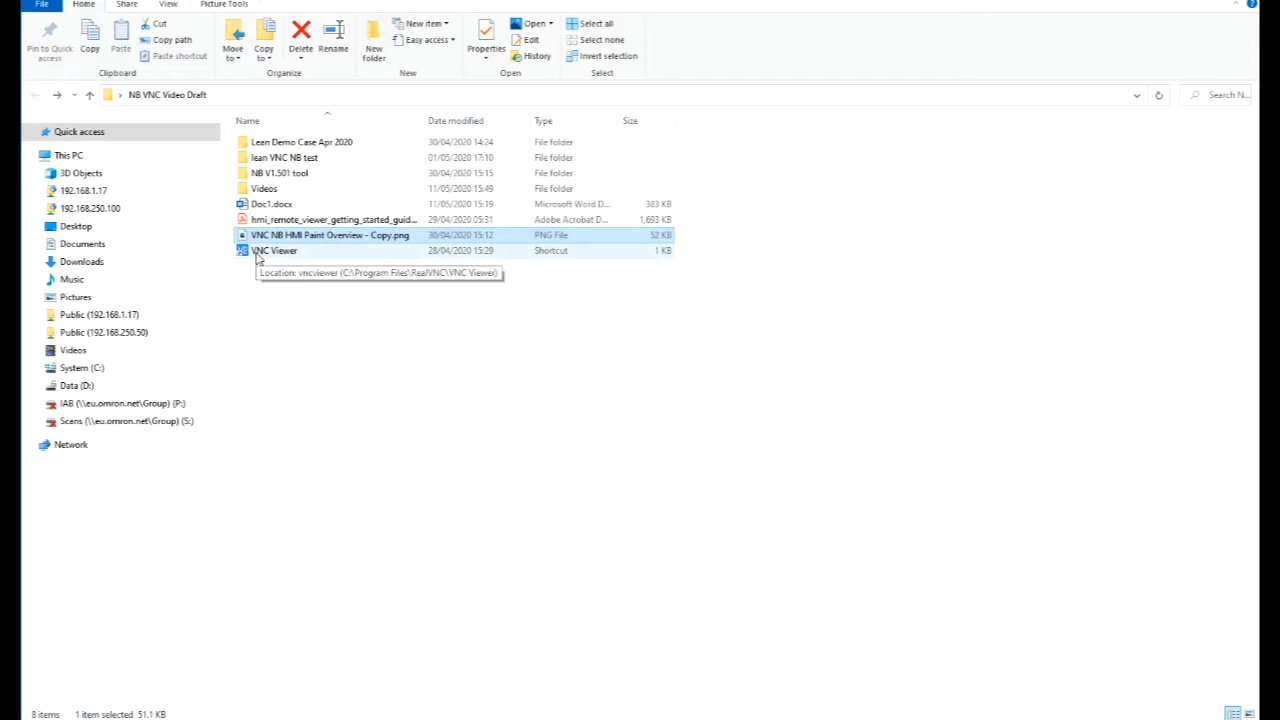 File Home Share View Picture Tools
Pin to Quick access
Copy
Paste
Cut
Copy path
Paste shortcut
Clipboard
Move to
Copy to
Delete
Rename
Organize
New folder
New item
Easy access
New
Properties
Open
Edit
History
Open
Select all
Select none
Invert selection
Select
NB VNC Video Draft
Search N...
Quick access
This PC
3D Objects
192.168.1.17
192.168.250.100
Desktop
Documents
Downloads
Music
Pictures
Public (192.168.1.17)
Public (192.168.250.50)
Videos
System (C:)
Data (D:)
IAB (\\eu.omron.net\Group) (P:)
Scans (\\eu.omron.net\Group) (S:)
Network
Name Date modified Type Size
Lean Demo Case Apr 2020 30/04/2020 14:24 File folder
lean VNC NB test 01/05/2020 17:10 File folder
NB V1.501 tool 30/04/2020 15:15 File folder
Videos 11/05/2020 15:49 File folder
Doc1.docx 11/05/2020 15:19 Microsoft Word D... 383 KB
hmi_remote_viewer_getting_started_guid... 29/04/2020 05:31 Adobe Acrobat D... 1,693 KB
VNC NB HMI Paint Overview - Copy.png 30/04/2020 15:12 PNG File 52 KB
VNC Viewer 28/04/2020 15:29 Shortcut 1 KB
Location: vncviewer (C:\Program Files\RealVNC\VNC Viewer)
8 items 1 item selected 51.1 KB